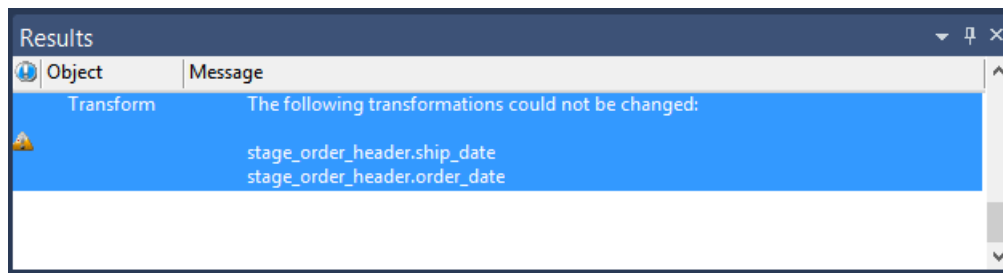 Results
Object Message
Transform The following transformations could not be changed:
stage_order_header.ship_date
stage_order_header.order_date